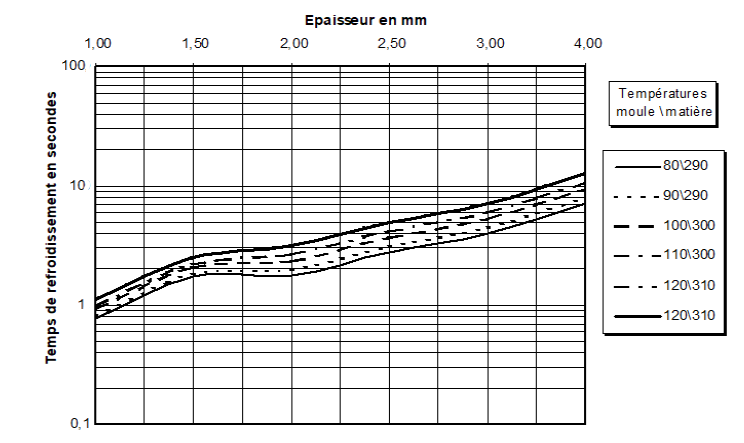 Epaisseur en mm
1,00 1,50 2,00 2,50 3,00 4,00
100
10
1
0,1
Temps de refroidissement en secondes
Températures
moule \ matière
80\290
90\290
100\300
110\300
120\310
120\310